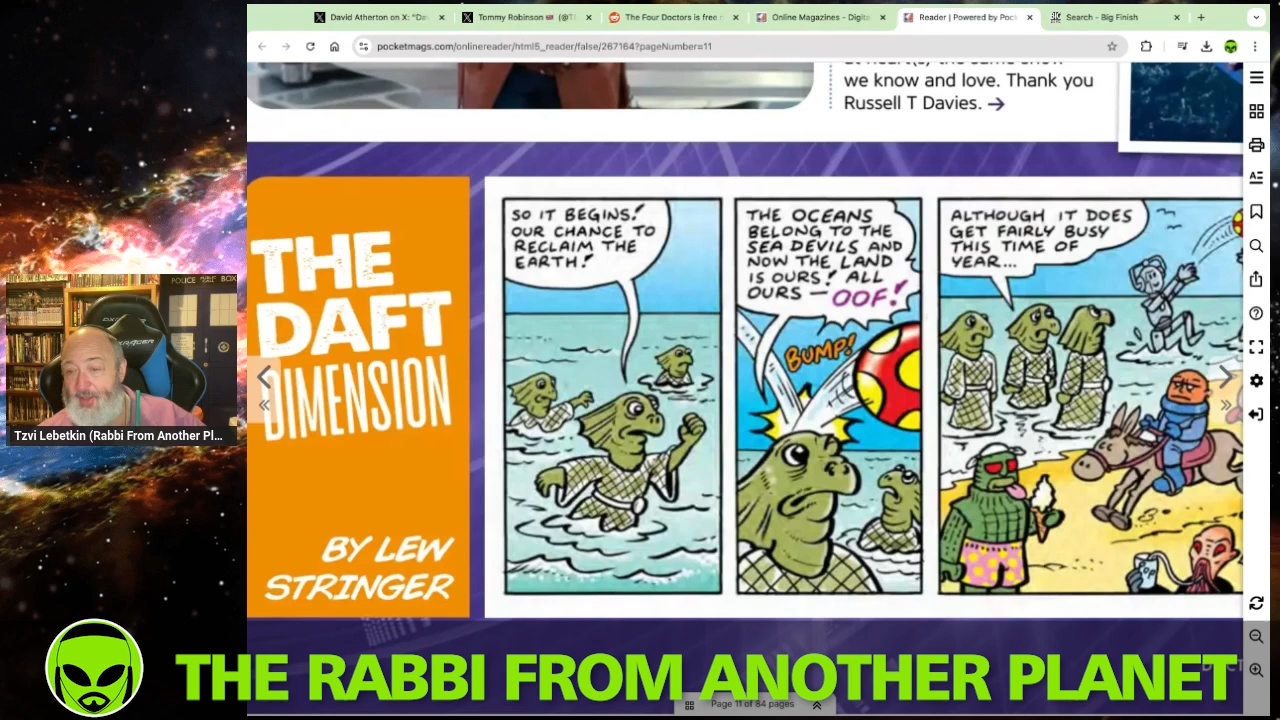 David Atherton on X: "Da
Tommy Robinson 🇬🇧 (@T
The Four Doctors is free
Online Magazines - Digita
Reader | Powered by Pock
Search - Big Finish
pocketmags.com/onlinereader/html5_reader/false/267164?pageNumber=11
we know and love. Thank you
Russell T Davies. →
THE
DAFT
DIMENSION
BY LEW
STRINGER
SO IT BEGINS!
OUR CHANCE TO
RECLAIM THE
EARTH!
THE OCEANS
BELONG TO THE
SEA DEVILS AND
NOW THE LAND
IS OURS! ALL
OURS — OOF!
BUMP!
ALTHOUGH IT DOES
GET FAIRLY BUSY
THIS TIME OF
YEAR...
POLICE BOX
Tzvi Lebetkin (Rabbi From Another Pl...
THE RABBI FROM ANOTHER PLANET
Page 11 of 84 pages